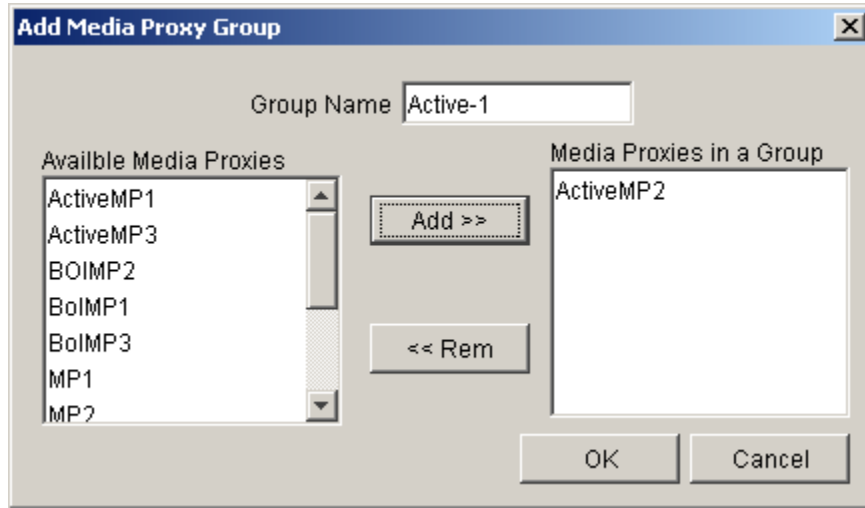 Add Media Proxy Group
Group Name Active-1
Availble Media Proxies
Media Proxies in a Group
ActiveMP1
ActiveMP3
BOIMP2
BoIMP1
BoIMP3
MP1
MP2
Add >>
<< Rem
ActiveMP2
OK
Cancel